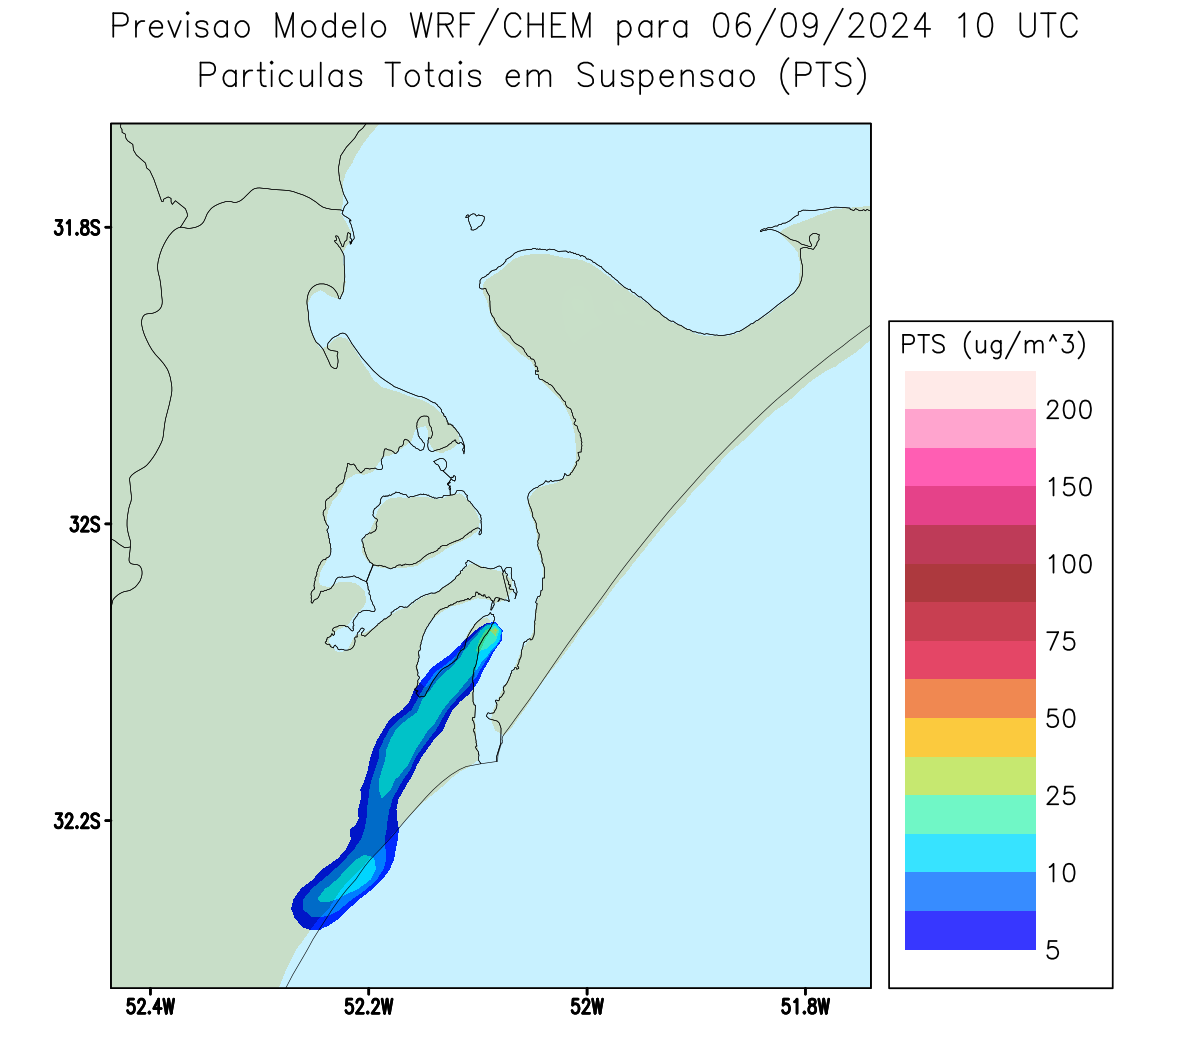 Previsao Modelo WRF/CHEM para 06/09/2024 10 UTC
Particulas Totais em Suspensao (PTS)
31.8S
32S
32.2S
52.4W
52.2W
52W
51.8W
PTS (ug/m^3)
200
150
100
75
50
25
10
5